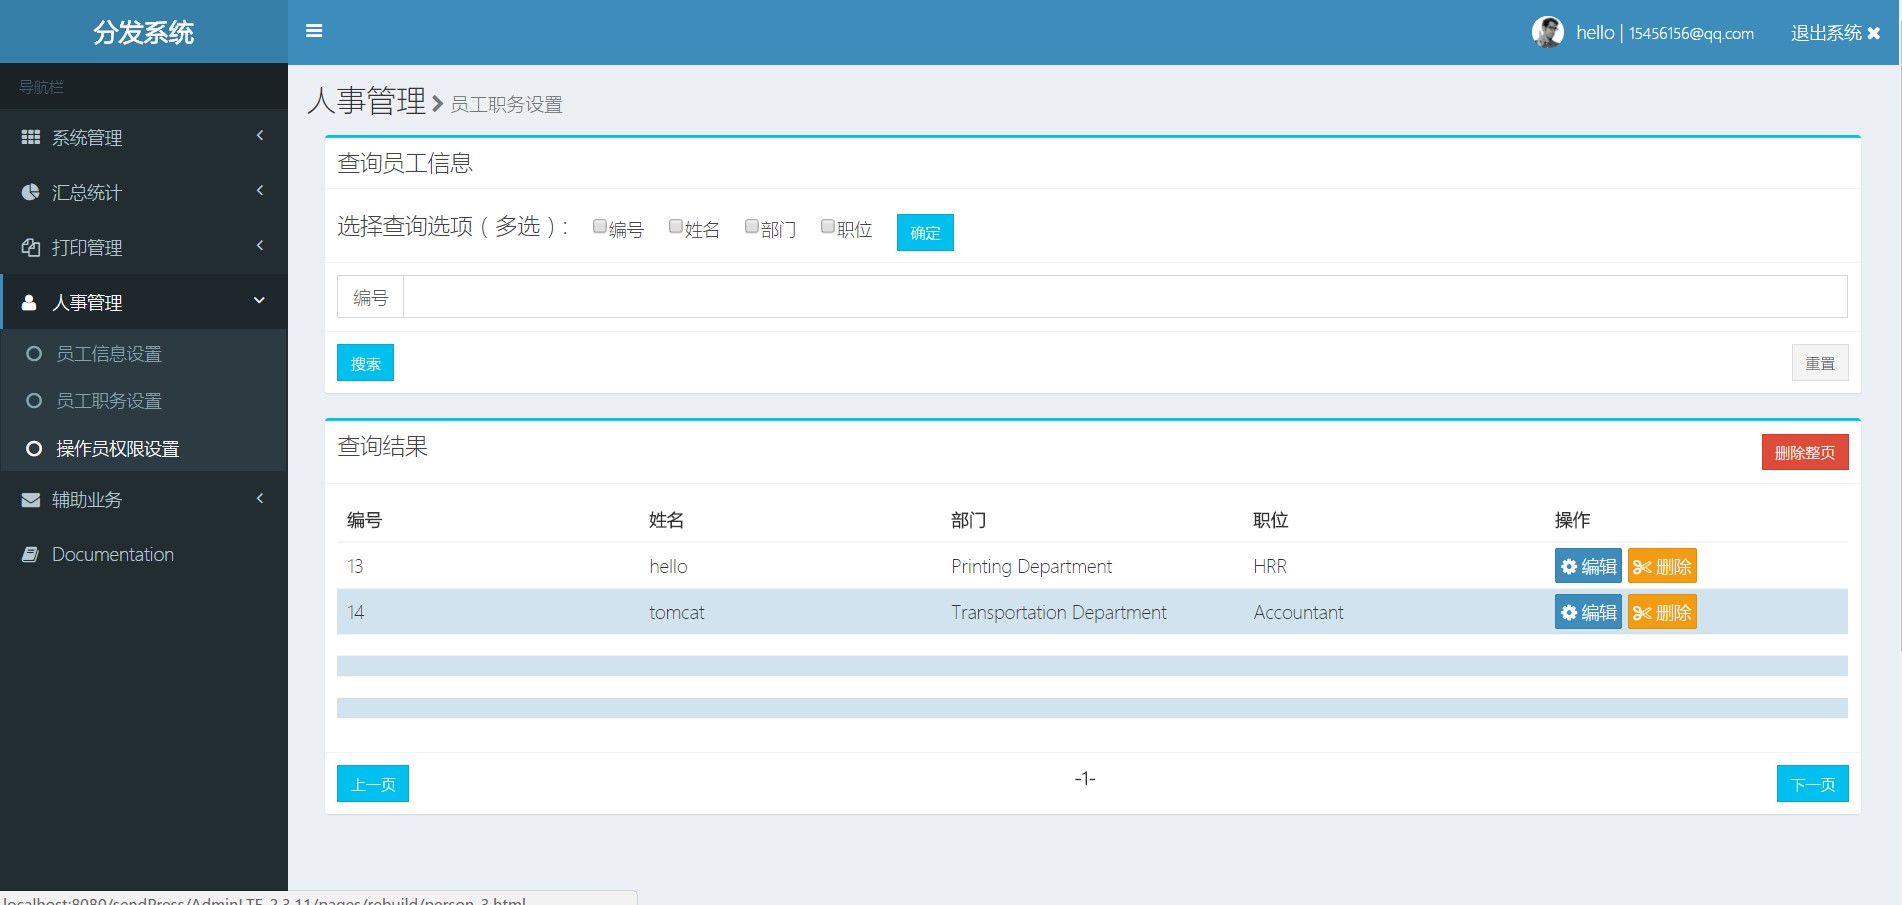 分发系统
hello | 15456156@qq.com
退出系统
导航栏
系统管理
汇总统计
打印管理
人事管理
员工信息设置
员工职务设置
操作员权限设置
辅助业务
Documentation
人事管理 员工职务设置
查询员工信息
选择查询选项（多选）： 编号 姓名 部门 职位 确定
编号
搜索 重置
查询结果 删除整页
编号 姓名 部门 职位 操作
13 hello Printing Department HRR 编辑 删除
14 tomcat Transportation Department Accountant 编辑 删除
上一页 -1- 下一页
localhost:8080/sendPress/AdminLTE-2.3.11/pages/rebuild/person_3.html